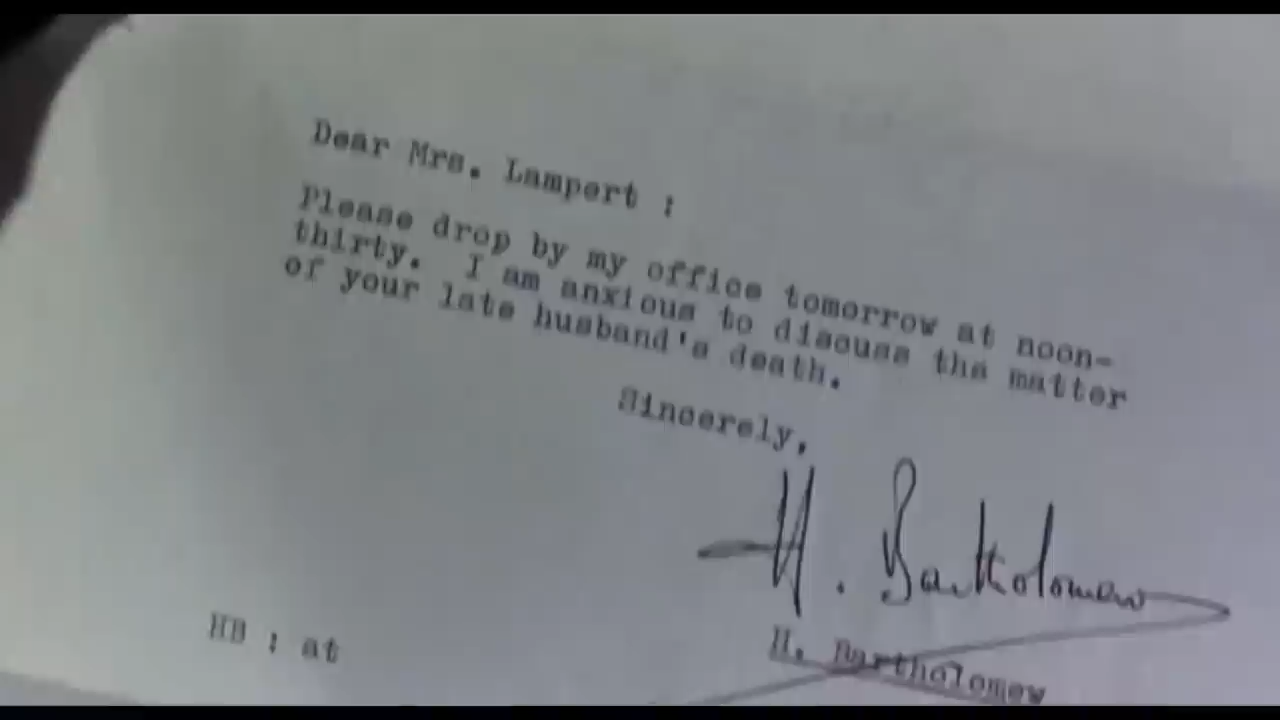 Dear Mrs. Lampert :
Please drop by my office tomorrow at noon-
thirty. I am anxious to discuss the matter
of your late husband's death.
Sincerely,
H. Bartholomew
HB : at
H. Bartholomew